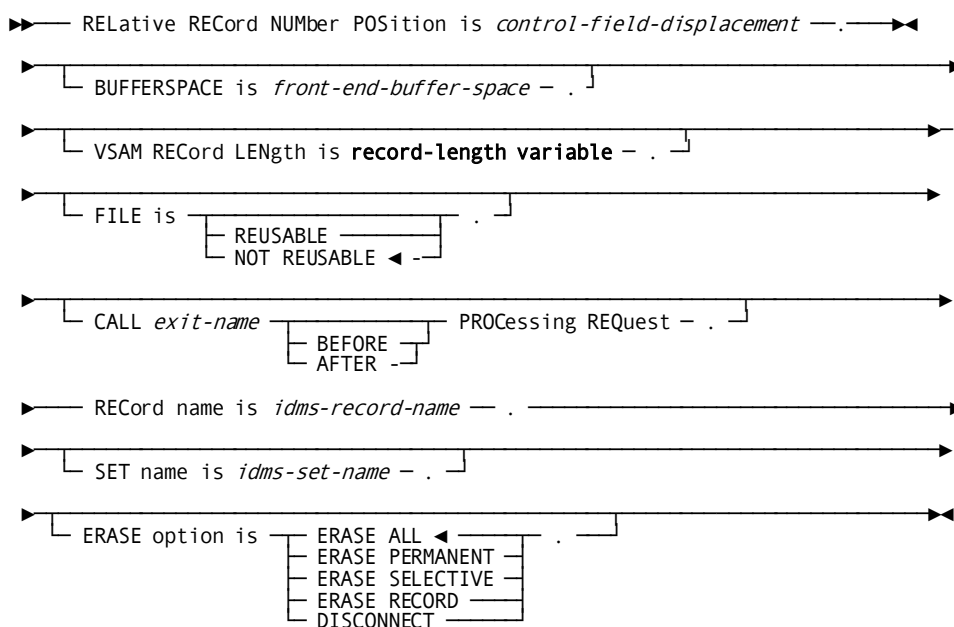 RELative RECord NUMber POSition is control-field-displacement .
BUFFERSPACE is front-end-buffer-space .
VSAM RECord LENgth is record-length variable .
FILE is .
REUSABLE
NOT REUSABLE
CALL exit-name PROCessing REQuest .
BEFORE
AFTER
RECord name is idms-record-name .
SET name is idms-set-name .
ERASE option is ERASE ALL .
ERASE PERMANENT
ERASE SELECTIVE
ERASE RECORD
DISCONNECT